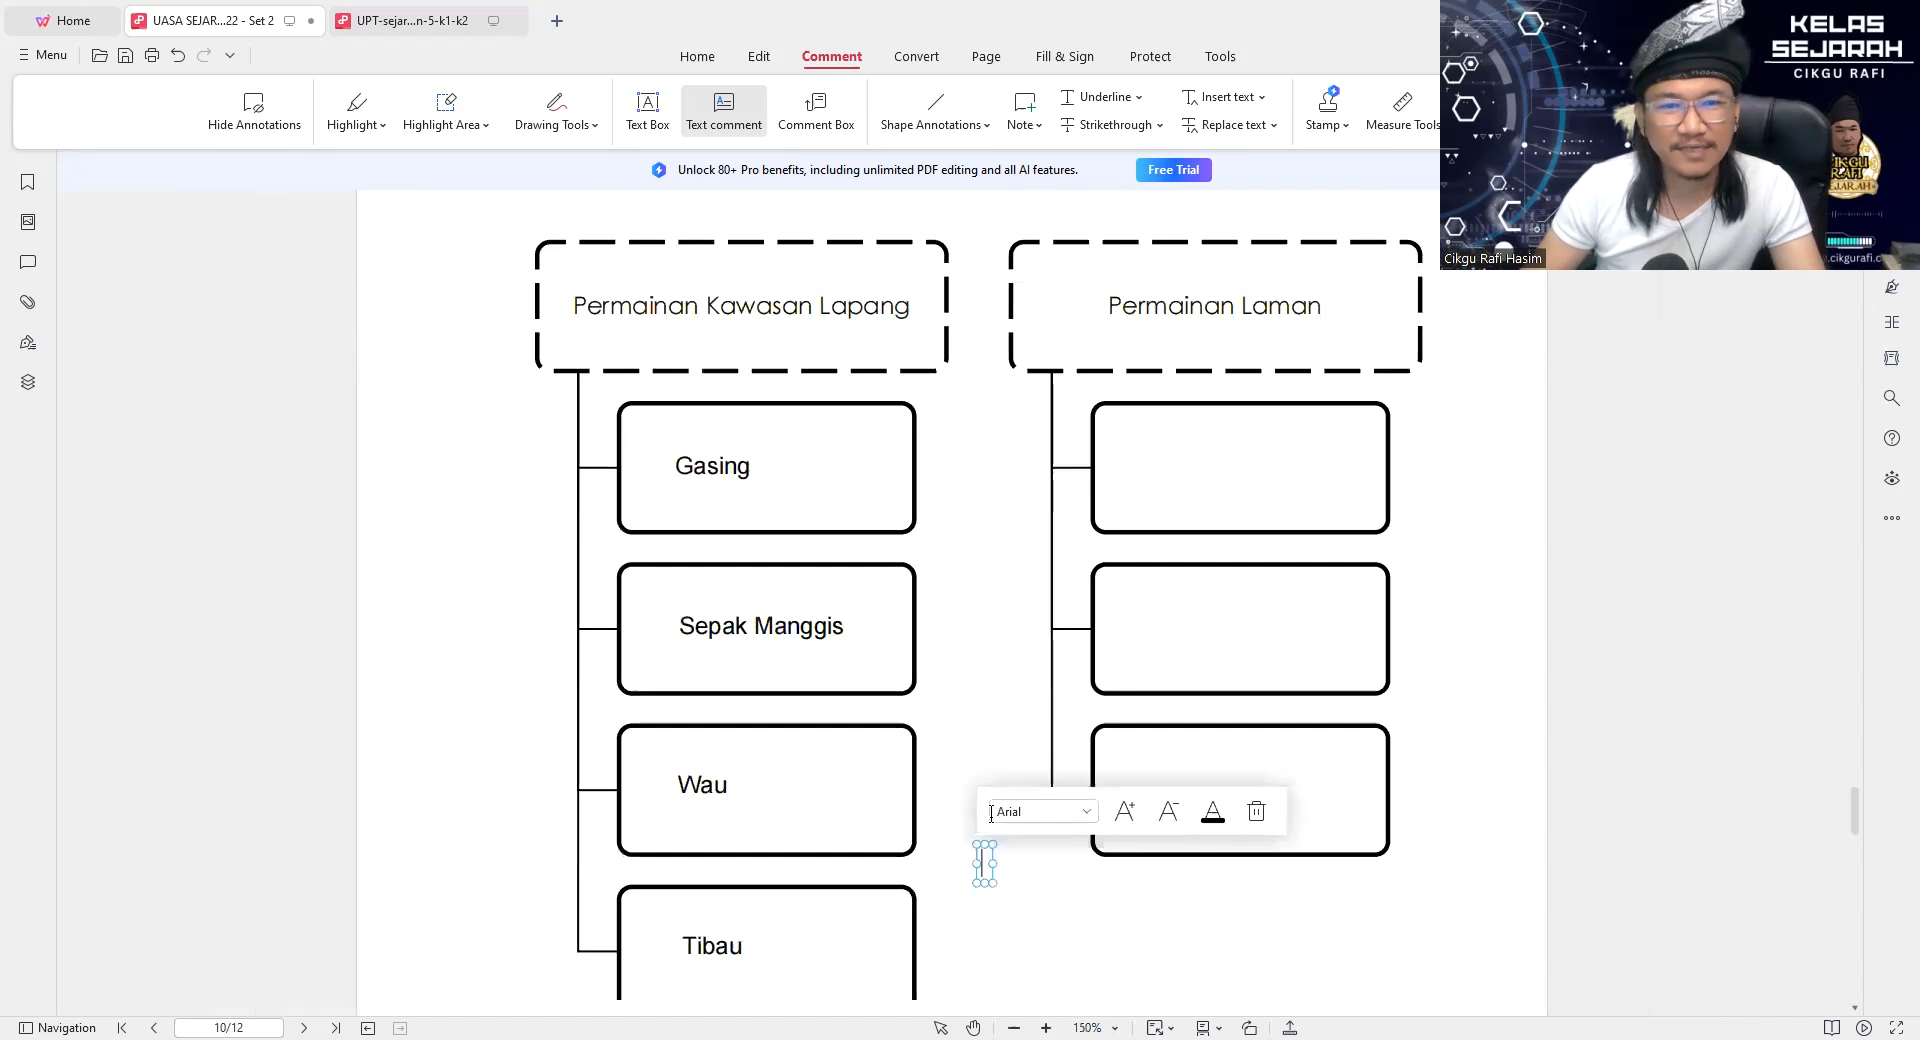 Home
UASA SEJAR...22 - Set 2
UPT-sejar...n-5-k1-k2
Menu
Home
Edit
Comment
Convert
Page
Fill & Sign
Protect
Tools
Hide Annotations
Highlight
Highlight Area
Drawing Tools
Text Box
Text comment
Comment Box
Shape Annotations
Note
Underline
Strikethrough
Insert text
Replace text
Stamp
Measure Tools
Unlock 80+ Pro benefits, including unlimited PDF editing and all AI features.
Free Trial
KELAS
SEJARAH
CIKGU RAFI
Cikgu Rafi Hasim
Permainan Kawasan Lapang
Permainan Laman
Gasing
Sepak Manggis
Wau
Tibau
Arial
Navigation
10/12
150%